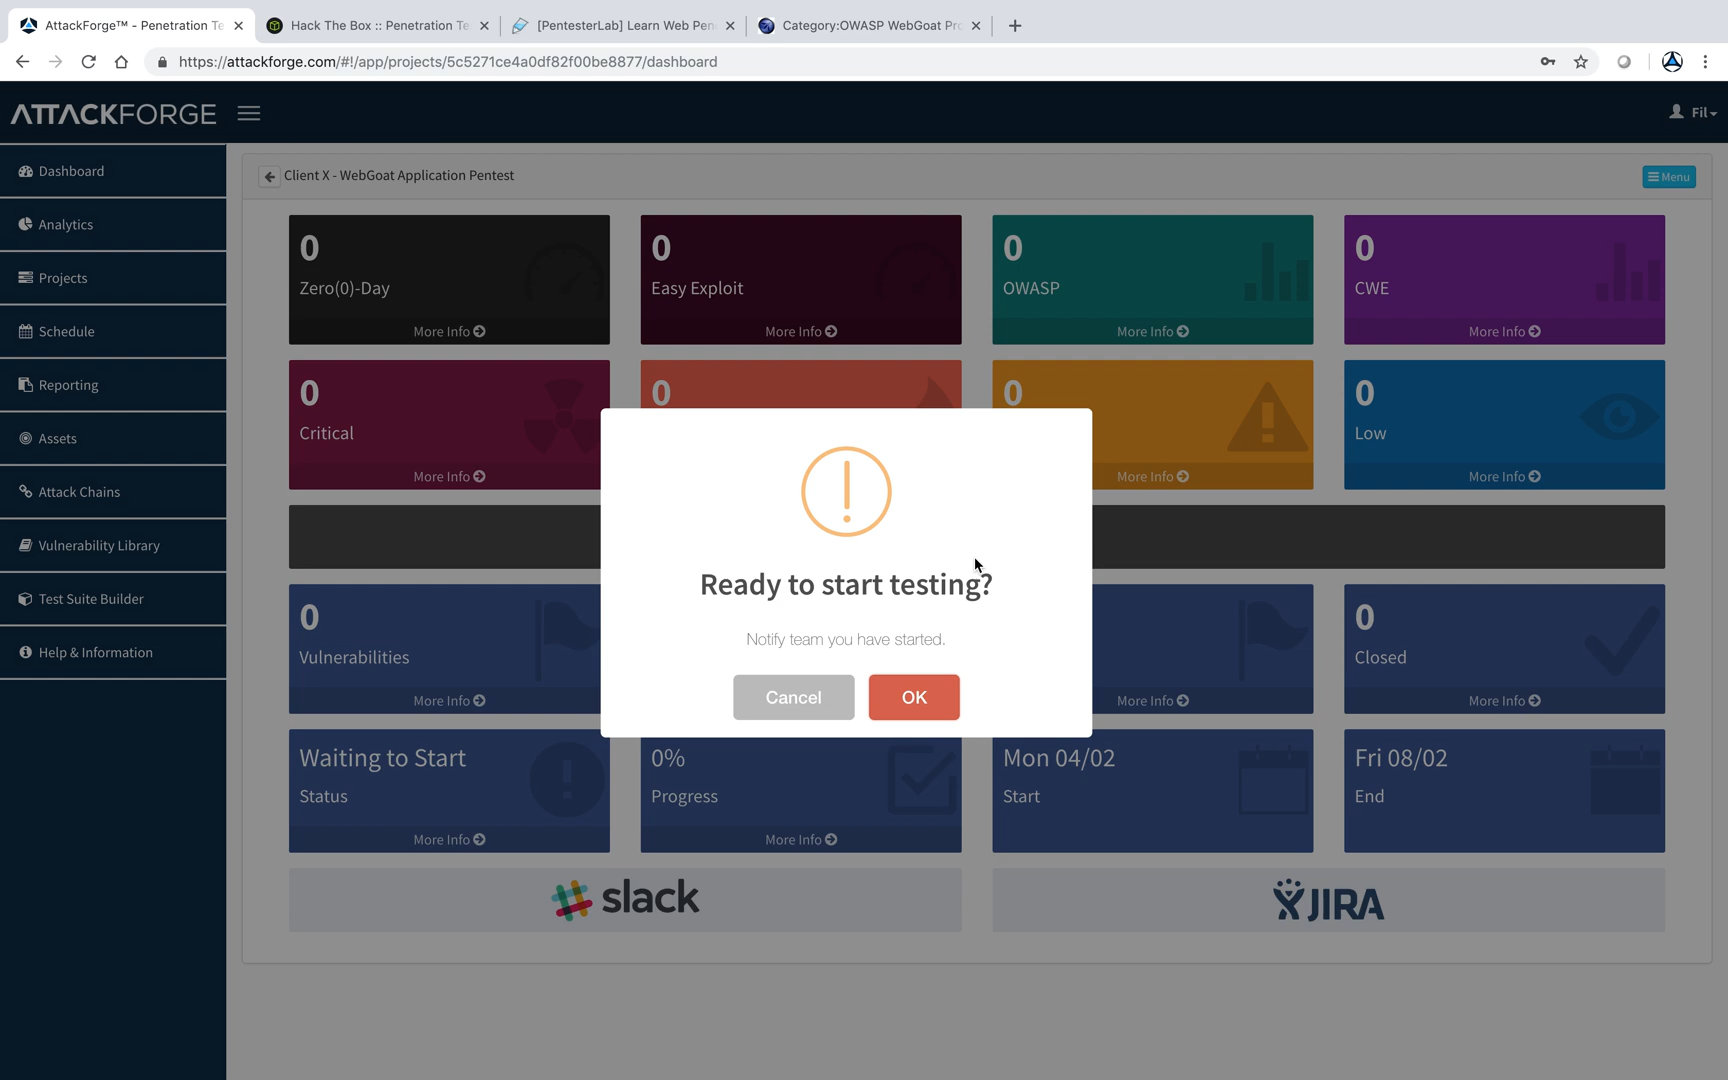 AttackForge™ - Penetration Te
Hack The Box :: Penetration Te
[PentesterLab] Learn Web Pen
Category:OWASP WebGoat Pro
https://attackforge.com/#!/app/projects/5c5271ce4a0df82f00be8877/dashboard
ATTACKFORGE
Fil
Dashboard
Analytics
Projects
Schedule
Reporting
Assets
Attack Chains
Vulnerability Library
Test Suite Builder
Help & Information
Client X - WebGoat Application Pentest
Menu
0
Zero(0)-Day
More Info
0
Easy Exploit
More Info
0
OWASP
More Info
0
CWE
More Info
0
Critical
More Info
0
0
More Info
0
Low
More Info
Ready to start testing?
Notify team you have started.
Cancel
OK
0
Vulnerabilities
More Info
More Info
0
Closed
More Info
Waiting to Start
Status
More Info
0%
Progress
More Info
Mon 04/02
Start
Fri 08/02
End
slack
JIRA